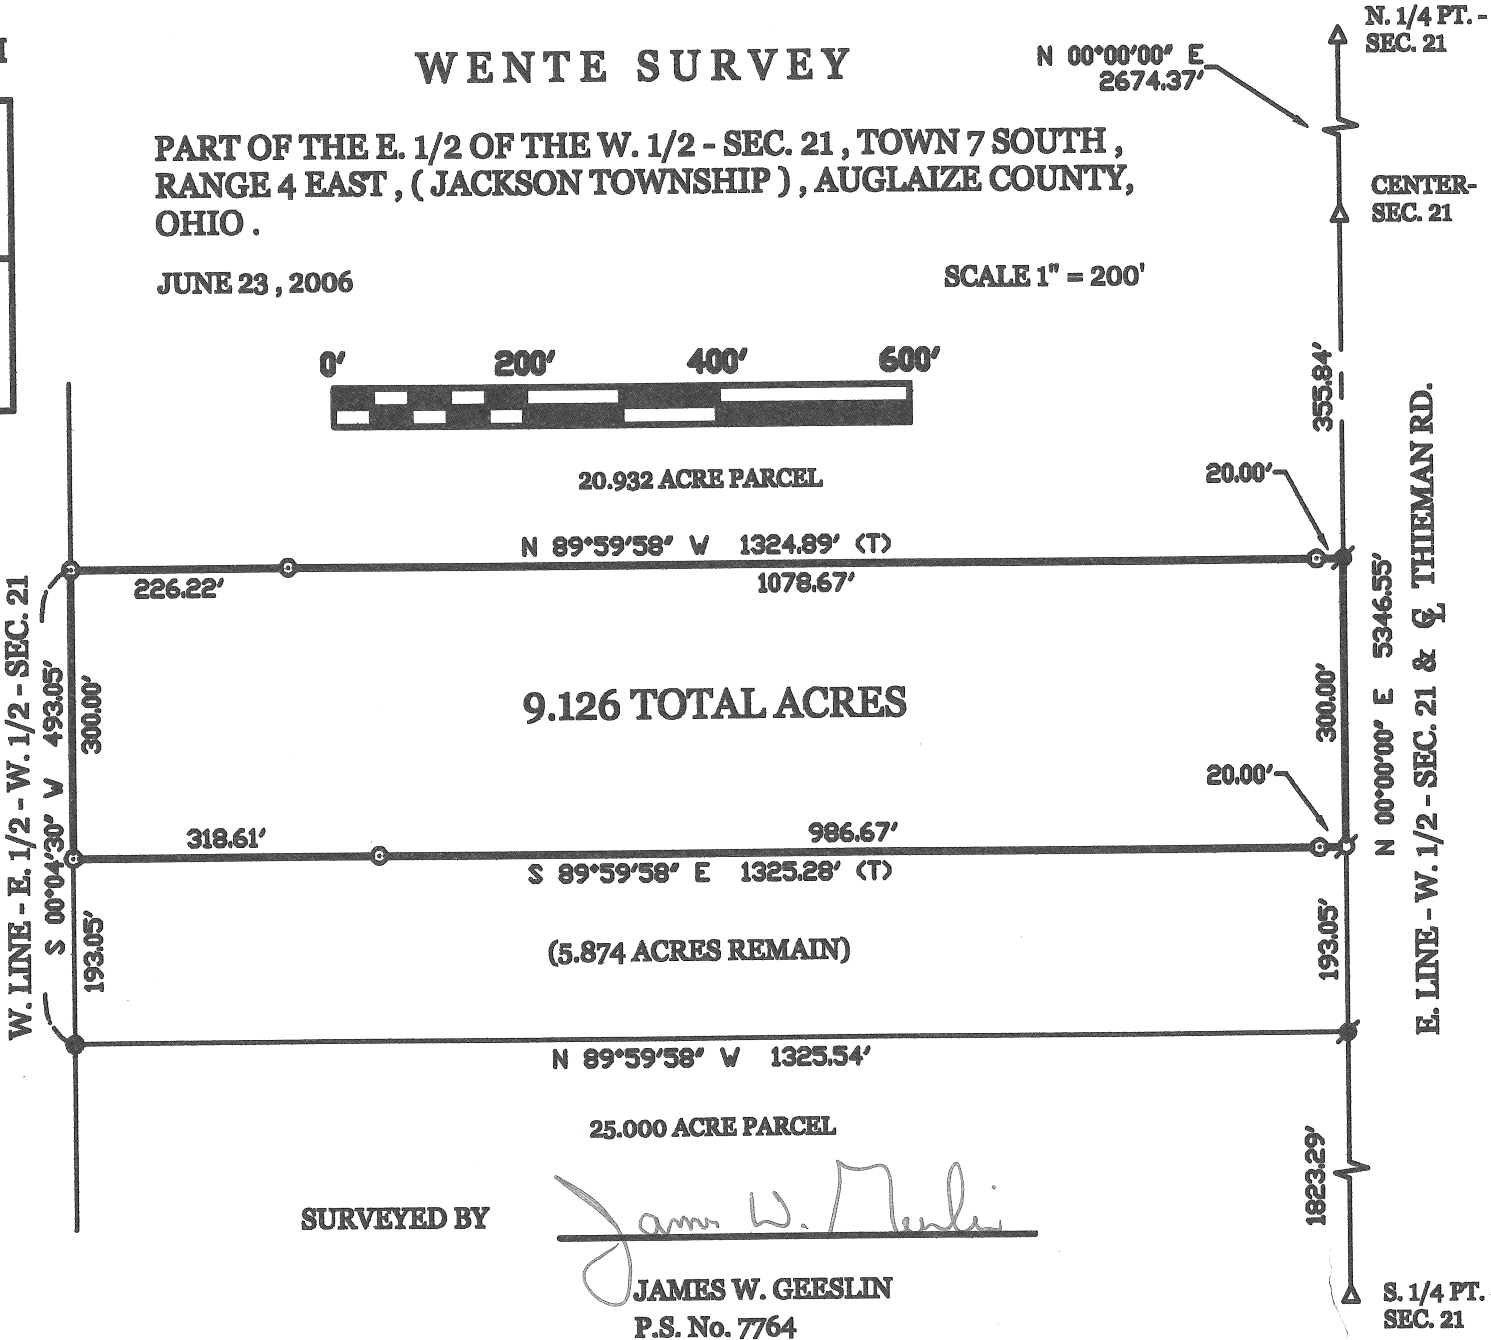 WENTE SURVEY
N 00°00'00" E
2674.37'
N. 1/4 PT. -
SEC. 21
PART OF THE E. 1/2 OF THE W. 1/2 - SEC. 21 , TOWN 7 SOUTH ,
RANGE 4 EAST , ( JACKSON TOWNSHIP ) , AUGLAIZE COUNTY,
OHIO .
CENTER-
SEC. 21
JUNE 23 , 2006
SCALE 1" = 200'
0' 200' 400' 600'
355.84'
20.932 ACRE PARCEL
20.00'
N 89°59'58" W 1324.89' (T)
226.22'
1078.67'
W. LINE - E. 1/2 - W. 1/2 - SEC. 21
S 00°04'30" W 493.05'
300.00'
9.126 TOTAL ACRES
300.00'
N 00°00'00" E 5346.55'
E. LINE - W. 1/2 - SEC. 21 & ℄ THIEMAN RD.
20.00'
318.61'
986.67'
S 89°59'58" E 1325.28' (T)
193.05'
(5.874 ACRES REMAIN)
193.05'
N 89°59'58" W 1325.54'
25.000 ACRE PARCEL
1823.29'
SURVEYED BY
James W. Geeslin
JAMES W. GEESLIN
P.S. No. 7764
S. 1/4 PT.
SEC. 21